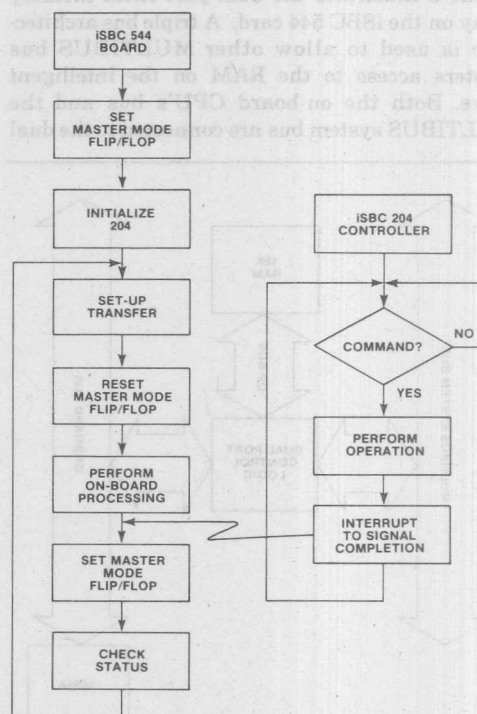 iSBC 544
BOARD
SET
MASTER MODE
FLIP/FLOP
INITIALIZE
204
SET-UP
TRANSFER
RESET
MASTER MODE
FLIP/FLOP
PERFORM
ON-BOARD
PROCESSING
SET MASTER
MODE
FLIP/FLOP
CHECK
STATUS
iSBC 204
CONTROLLER
COMMAND?
NO
YES
PERFORM
OPERATION
INTERRUPT
TO SIGNAL
COMPLETION